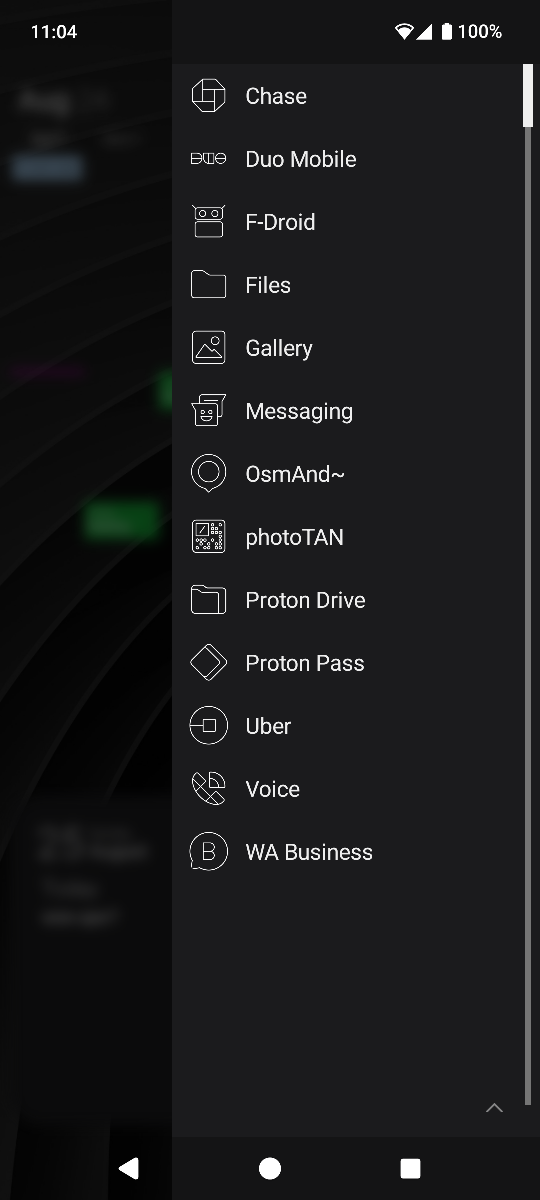 11:04
100%
Chase
Duo Mobile
F-Droid
Files
Gallery
Messaging
OsmAnd~
photoTAN
Proton Drive
Proton Pass
Uber
Voice
WA Business